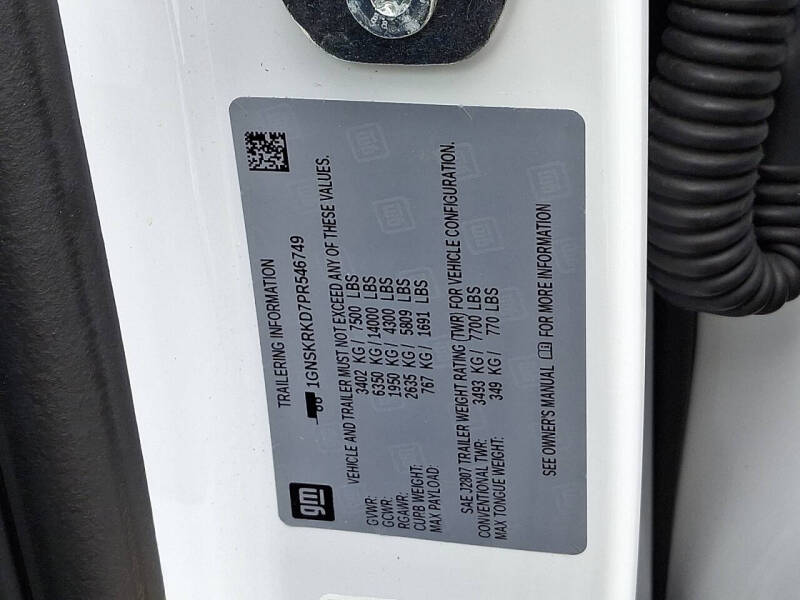 TRAILERING INFORMATION
1GNSKRKD7PR546749
gm
VEHICLE AND TRAILER MUST NOT EXCEED ANY OF THESE VALUES.
GVWR: 3402 KG / 7500 LBS
GCWR: 6350 KG / 14000 LBS
RGAWR: 1950 KG / 4300 LBS
CURB WEIGHT: 2635 KG / 5809 LBS
MAX PAYLOAD: 767 KG / 1691 LBS
SAE J2807 TRAILER WEIGHT RATING (TWR) FOR VEHICLE CONFIGURATION.
CONVENTIONAL TWR: 3493 KG / 7700 LBS
MAX TONGUE WEIGHT: 349 KG / 770 LBS
SEE OWNER'S MANUAL FOR MORE INFORMATION